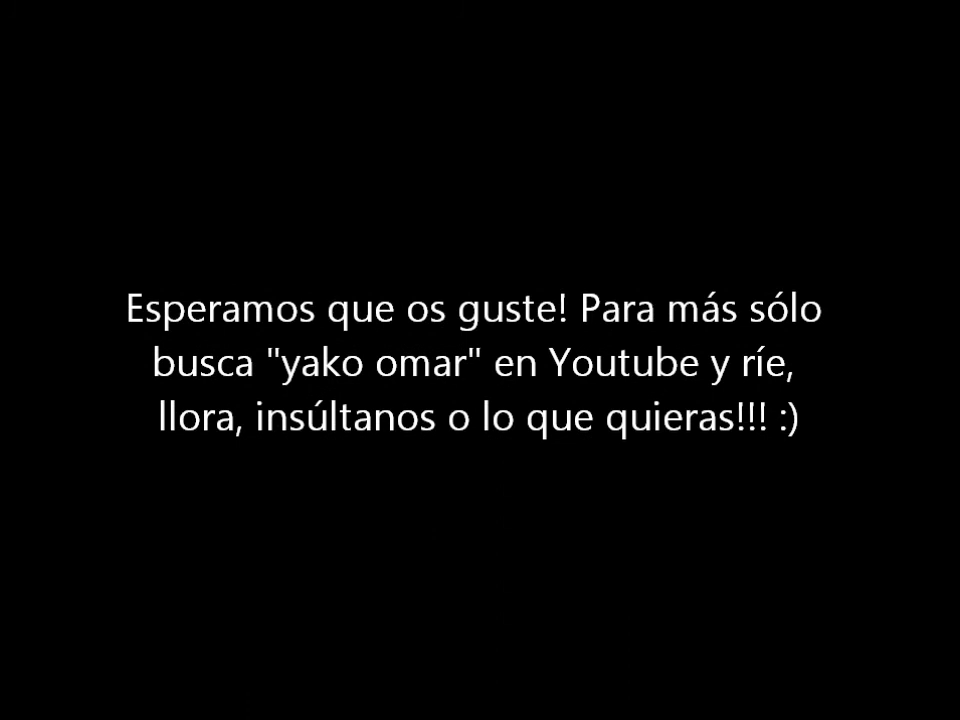 Esperamos que os guste! Para más sólo
busca "yako omar" en Youtube y ríe,
llora, insúltanos o lo que quieras!!! :)